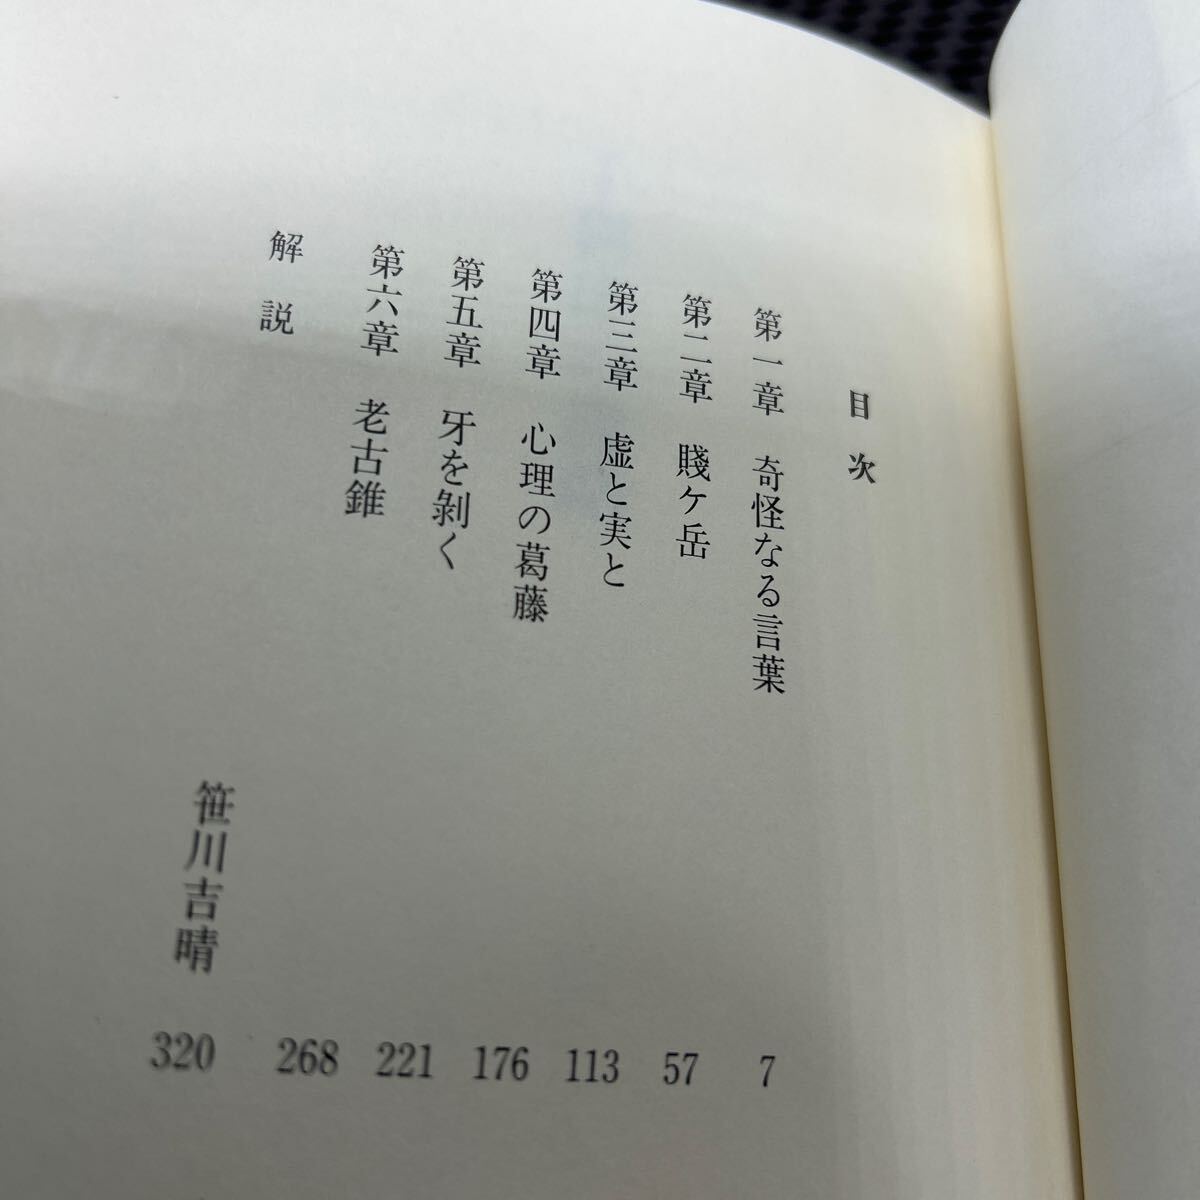 目次
第一章 奇怪なる言葉 7
第二章 賤ケ岳 57
第三章 虚と実と 113
第四章 心理の葛藤 176
第五章 牙を剝く 221
第六章 老古錐 268
解説 笹川吉晴 320